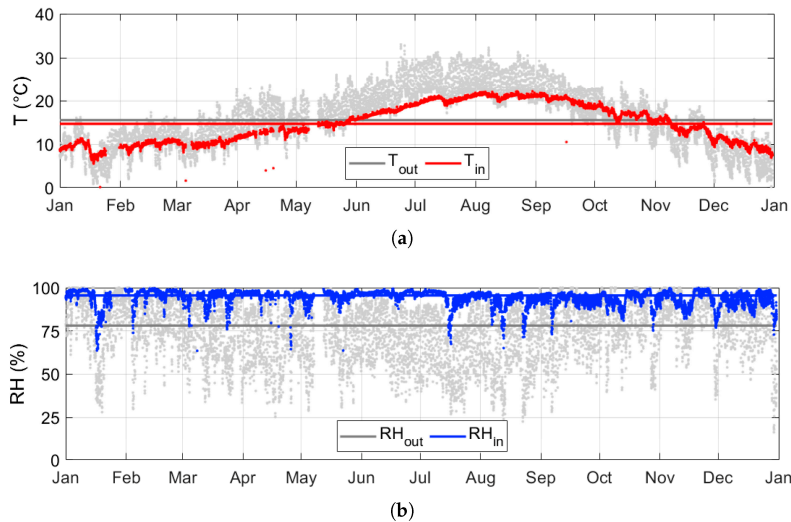 40
30
20
10
0
T (°C)
T_out T_in
Jan Feb Mar Apr May Jun Jul Aug Sep Oct Nov Dec Jan
(a)
100
75
50
25
0
RH (%)
RH_out RH_in
Jan Feb Mar Apr May Jun Jul Aug Sep Oct Nov Dec Jan
(b)